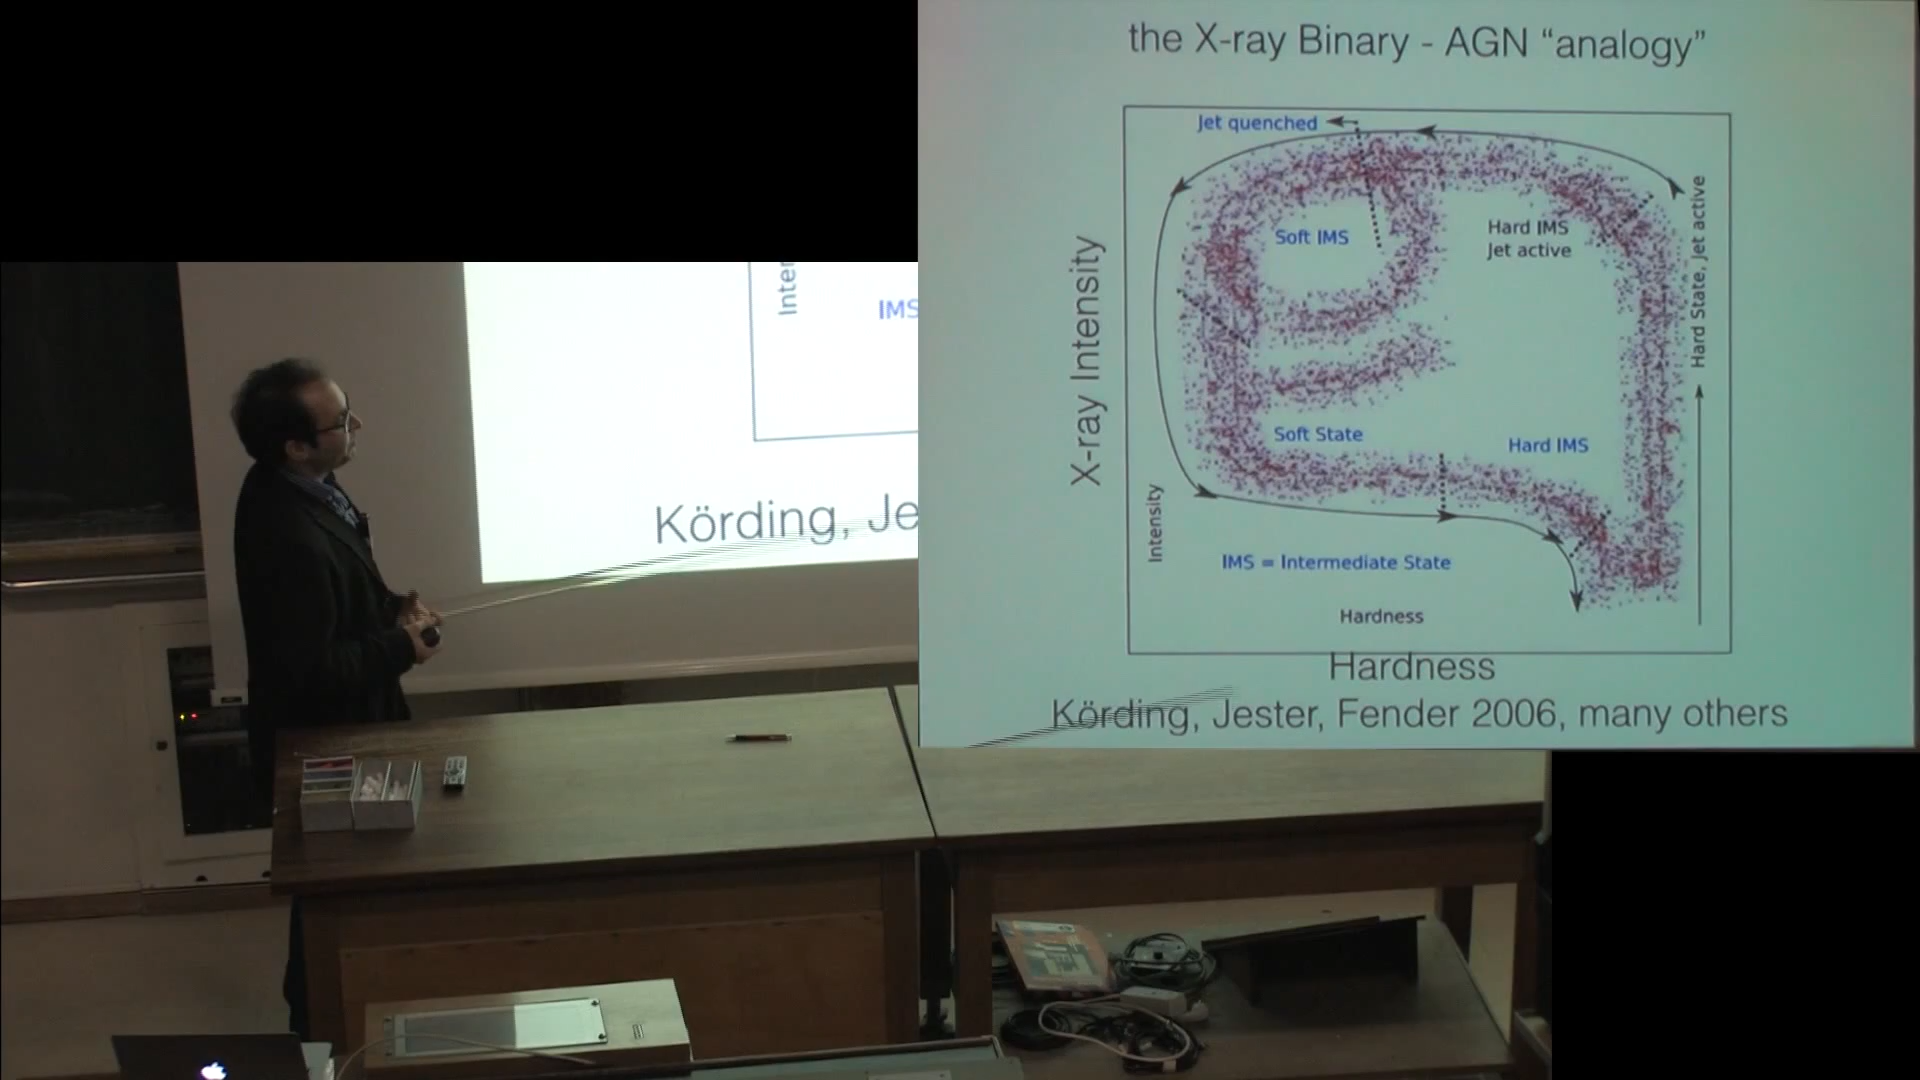 the X-ray Binary - AGN “analogy”
Jet quenched
Soft IMS
Hard IMS
Jet active
Hard State, Jet active
X-ray Intensity
Soft State
Hard IMS
Intensity
IMS = Intermediate State
Hardness
Hardness
Körding, Jester, Fender 2006, many others
Inter
IMS
Körding, Je